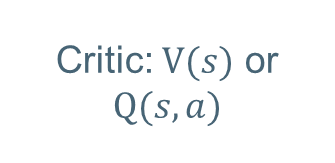 Critic: V(s) or
Q(s, a)